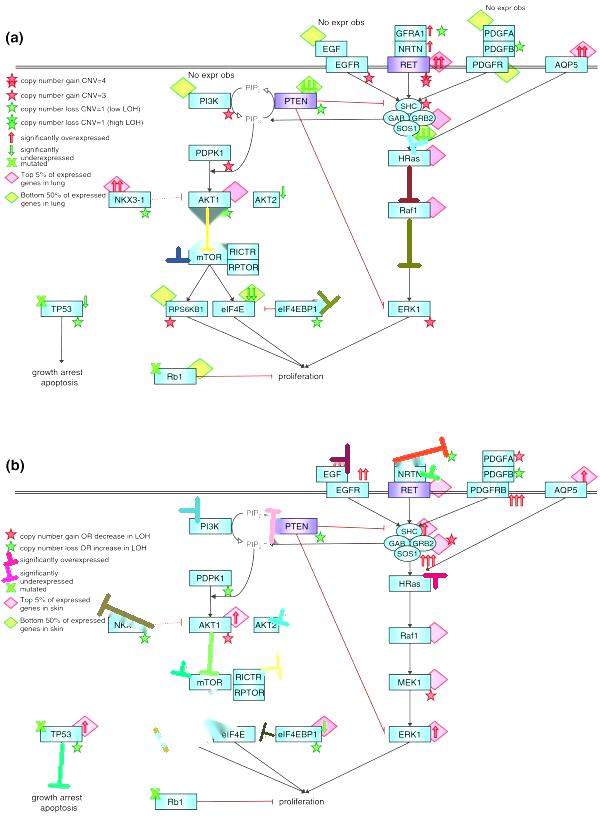 (a)
No expr obs
No expr obs
EGF
EGFR
GFRA1
NRTN
RET
PDGFA
PDGFB
PDGFR
AQP5
copy number gain CNV=4
copy number gain CNV=3
copy number loss CNV=1 (low LOH)
copy number loss CNV=1 (high LOH)
significantly overexpressed
significantly
underexpressed
mutated
Top 5% of expressed
genes in lung
Bottom 50% of expressed
genes in lung
No expr obs
PI3K
PIP
PIP
PTEN
SHC
GAB
GRB2
SOS1
HRas
PDPK1
NKX3-1
AKT1
AKT2
Raf1
mTOR
RICTR
RPTOR
TP53
RPS6KB1
eIF4E
eIF4EBP1
ERK1
growth arrest
apoptosis
Rb1
proliferation
(b)
EGF
EGFR
NRTN
RET
PDGFA
PDGFB
PDGFRB
AQP5
copy number gain OR decrease in LOH
copy number loss OR increase in LOH
significantly overexpressed
significantly
underexpressed
mutated
Top 5% of expressed
genes in skin
Bottom 50% of expressed
genes in skin
PI3K
PIP
PIP
PTEN
SHC
GAB
GRB2
SOS1
HRas
PDPK1
AKT1
AKT2
Raf1
mTOR
RICTR
RPTOR
MEK1
TP53
eIF4E
eIF4EBP1
ERK1
growth arrest
apoptosis
Rb1
proliferation